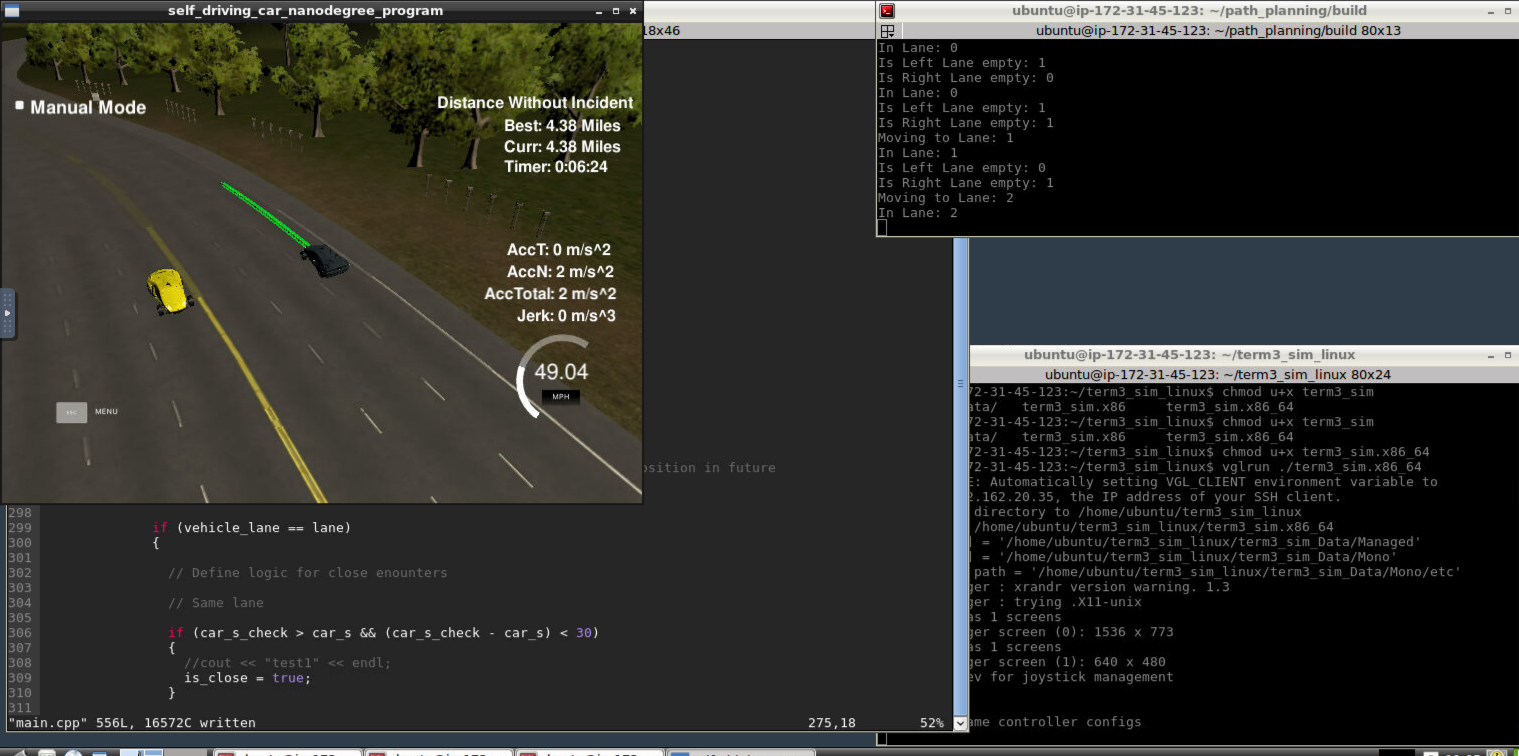 self_driving_car_nanodegree_program
Manual Mode
Distance Without Incident
Best: 4.38 Miles
Curr: 4.38 Miles
Timer: 0:06:24
AccT: 0 m/s^2
AccN: 2 m/s^2
AccTotal: 2 m/s^2
Jerk: 0 m/s^3
49.04
MPH
ESC
MENU
18x46
osition in future
298
299 if (vehicle_lane == lane)
300 {
301
302 // Define logic for close enounters
303
304 // Same lane
305
306 if (car_s_check > car_s && (car_s_check - car_s) < 30)
307 {
308 //cout << "test1" << endl;
309 is_close = true;
310 }
311
"main.cpp" 556L, 16572C written 275,18 52%
ubuntu@ip-172-31-45-123: ~/path_planning/build
ubuntu@ip-172-31-45-123: ~/path_planning/build 80x13
In Lane: 0
Is Left Lane empty: 1
Is Right Lane empty: 0
In Lane: 0
Is Left Lane empty: 1
Is Right Lane empty: 1
Moving to Lane: 1
In Lane: 1
Is Left Lane empty: 0
Is Right Lane empty: 1
Moving to Lane: 2
In Lane: 2
ubuntu@ip-172-31-45-123: ~/term3_sim_linux
ubuntu@ip-172-31-45-123: ~/term3_sim_linux 80x24
72-31-45-123:~/term3_sim_linux$ chmod u+x term3_sim
ata/ term3_sim.x86 term3_sim.x86_64
72-31-45-123:~/term3_sim_linux$ chmod u+x term3_sim
ata/ term3_sim.x86 term3_sim.x86_64
72-31-45-123:~/term3_sim_linux$ chmod u+x term3_sim.x86_64
72-31-45-123:~/term3_sim_linux$ vglrun ./term3_sim.x86_64
E: Automatically setting VGL_CLIENT environment variable to
2.162.20.35, the IP address of your SSH client.
directory to /home/ubuntu/term3_sim_linux
/home/ubuntu/term3_sim_linux/term3_sim.x86_64
] = '/home/ubuntu/term3_sim_linux/term3_sim_Data/Managed'
] = '/home/ubuntu/term3_sim_linux/term3_sim_Data/Mono'
path = '/home/ubuntu/term3_sim_linux/term3_sim_Data/Mono/etc'
ger : xrandr version warning. 1.3
ger : trying .X11-unix
as 1 screens
ger screen (0): 1536 x 773
as 1 screens
ger screen (1): 640 x 480
ev for joystick management
ame controller configs